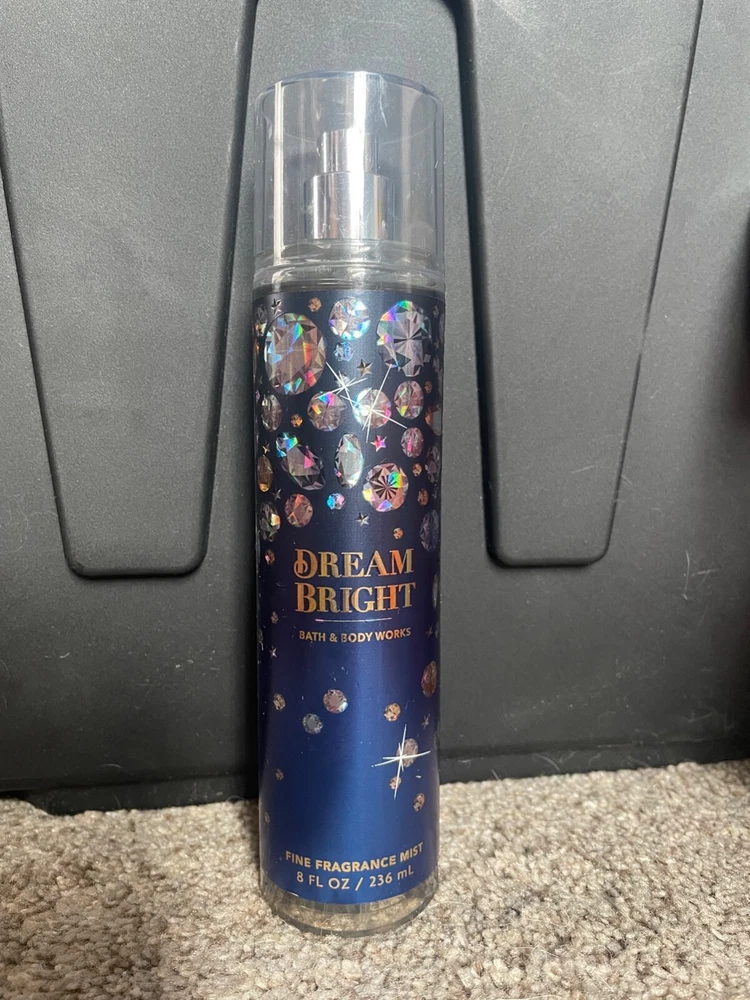 DREAM
BRIGHT
BATH & BODY WORKS
FINE FRAGRANCE MIST
8 FL OZ / 236 mL